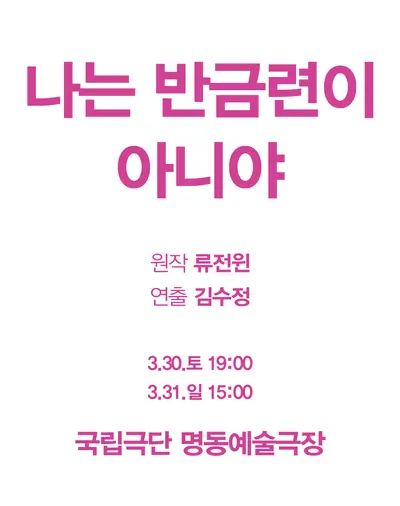 나는 반금련이
아니야
원작 류전윈
연출 김수정
3.30.토 19:00
3.31.일 15:00
국립극단 명동예술극장